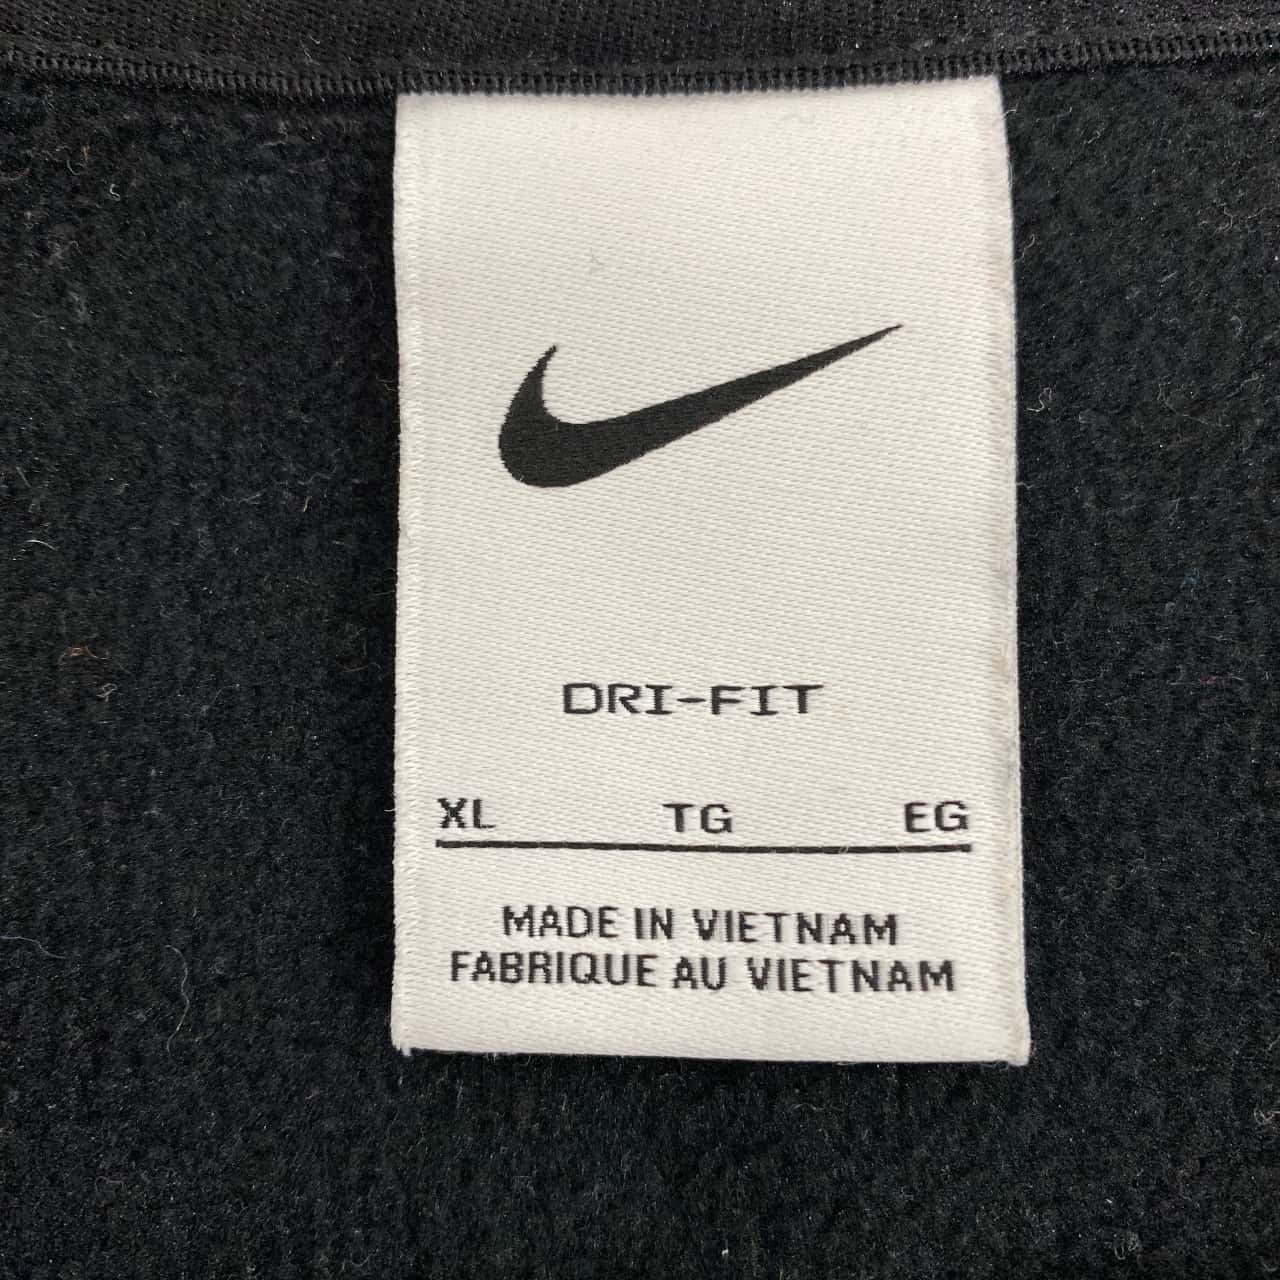 DRI-FIT
XL TG EG
MADE IN VIETNAM
FABRIQUE AU VIETNAM